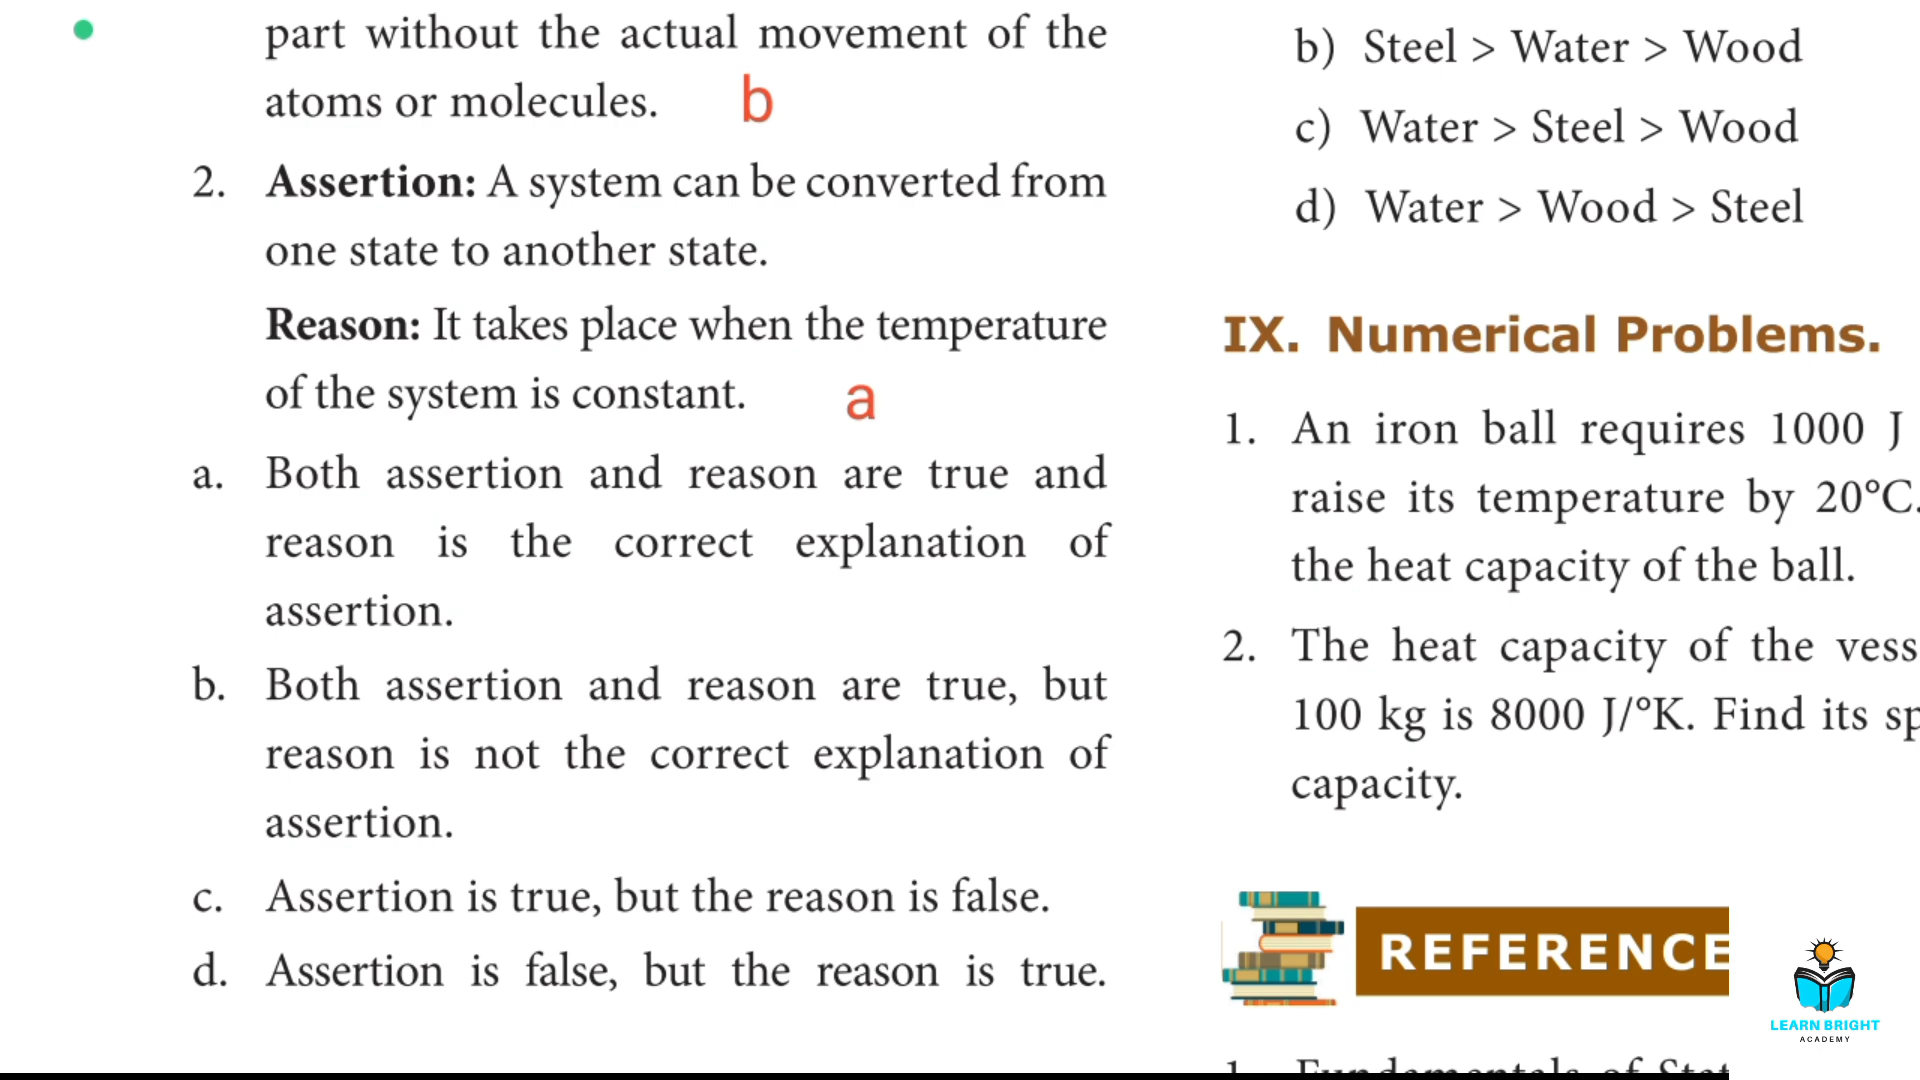 part without the actual movement of the
atoms or molecules. b
2. Assertion: A system can be converted from
one state to another state.
Reason: It takes place when the temperature
of the system is constant. a
a. Both assertion and reason are true and
reason is the correct explanation of
assertion.
b. Both assertion and reason are true, but
reason is not the correct explanation of
assertion.
c. Assertion is true, but the reason is false.
d. Assertion is false, but the reason is true.
b) Steel > Water > Wood
c) Water > Steel > Wood
d) Water > Wood > Steel
IX. Numerical Problems.
1. An iron ball requires 1000 J
raise its temperature by 20°C.
the heat capacity of the ball.
2. The heat capacity of the vess
100 kg is 8000 J/°K. Find its sp
capacity.
REFERENCE
1. Fundamentals of Stat
LEARN BRIGHT
ACADEMY